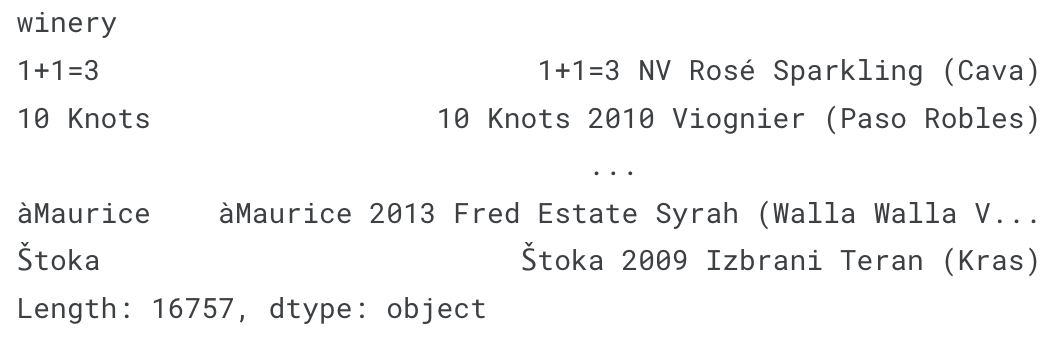 winery
1+1=3                          1+1=3 NV Rosé Sparkling (Cava)
10 Knots                 10 Knots 2010 Viognier (Paso Robles)
                                  ...
àMaurice    àMaurice 2013 Fred Estate Syrah (Walla Walla V...
Štoka                         Štoka 2009 Izbrani Teran (Kras)
Length: 16757, dtype: object